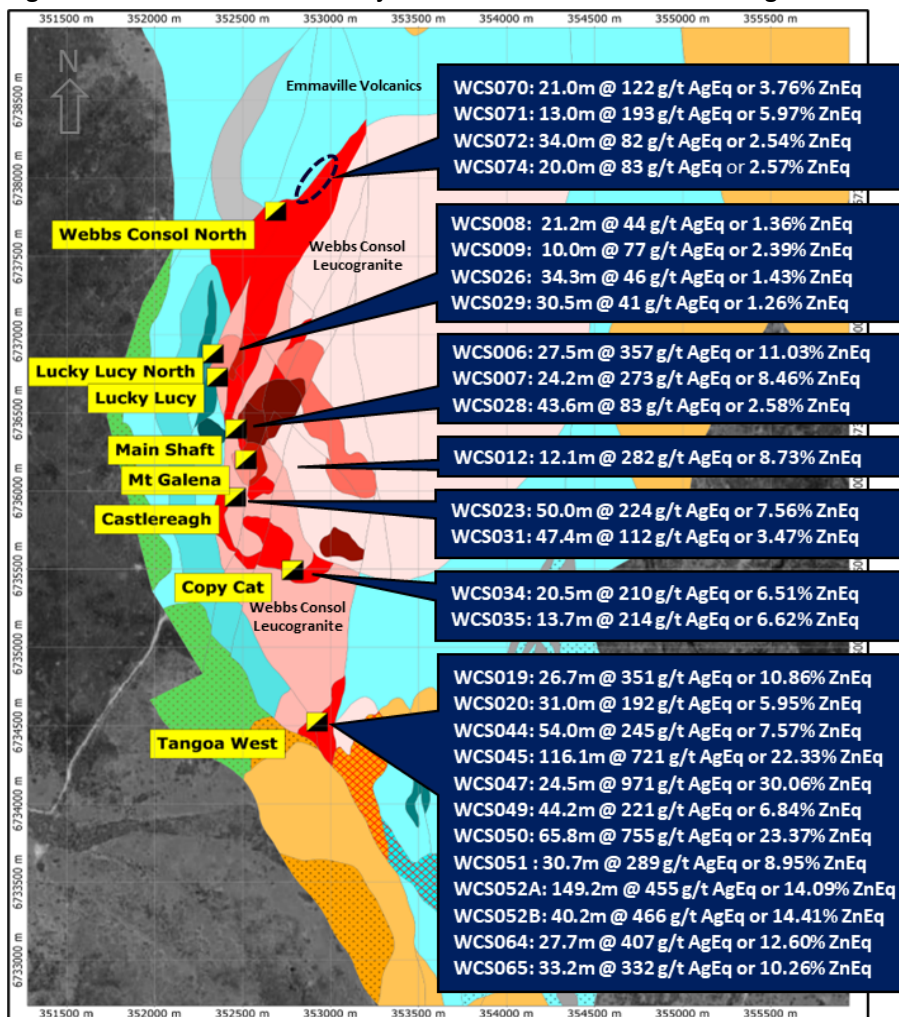 351500 m 352000 m 352500 m 353000 m 353500 m 354000 m 354500 m 355000 m 355500 m
N
6738500 m
6738000 m
6737500 m
6737000 m
6736500 m
6736000 m
6735500 m
6735000 m
6734500 m
6734000 m
6733500 m
6733000 m
Emmaville Volcanics
WCS070: 21.0m @ 122 g/t AgEq or 3.76% ZnEq
WCS071: 13.0m @ 193 g/t AgEq or 5.97% ZnEq
WCS072: 34.0m @ 82 g/t AgEq or 2.54% ZnEq
WCS074: 20.0m @ 83 g/t AgEq or 2.57% ZnEq
Webbs Consol North
Webbs Consol
Leucogranite
WCS008: 21.2m @ 44 g/t AgEq or 1.36% ZnEq
WCS009: 10.0m @ 77 g/t AgEq or 2.39% ZnEq
WCS026: 34.3m @ 46 g/t AgEq or 1.43% ZnEq
WCS029: 30.5m @ 41 g/t AgEq or 1.26% ZnEq
Lucky Lucy North
Lucky Lucy
WCS006: 27.5m @ 357 g/t AgEq or 11.03% ZnEq
WCS007: 24.2m @ 273 g/t AgEq or 8.46% ZnEq
WCS028: 43.6m @ 83 g/t AgEq or 2.58% ZnEq
Main Shaft
Mt Galena
WCS012: 12.1m @ 282 g/t AgEq or 8.73% ZnEq
Castlereagh
WCS023: 50.0m @ 224 g/t AgEq or 7.56% ZnEq
WCS031: 47.4m @ 112 g/t AgEq or 3.47% ZnEq
Copy Cat
WCS034: 20.5m @ 210 g/t AgEq or 6.51% ZnEq
WCS035: 13.7m @ 214 g/t AgEq or 6.62% ZnEq
Webbs Consol
Leucogranite
Tangoa West
WCS019: 26.7m @ 351 g/t AgEq or 10.86% ZnEq
WCS020: 31.0m @ 192 g/t AgEq or 5.95% ZnEq
WCS044: 54.0m @ 245 g/t AgEq or 7.57% ZnEq
WCS045: 116.1m @ 721 g/t AgEq or 22.33% ZnEq
WCS047: 24.5m @ 971 g/t AgEq or 30.06% ZnEq
WCS049: 44.2m @ 221 g/t AgEq or 6.84% ZnEq
WCS050: 65.8m @ 755 g/t AgEq or 23.37% ZnEq
WCS051 : 30.7m @ 289 g/t AgEq or 8.95% ZnEq
WCS052A: 149.2m @ 455 g/t AgEq or 14.09% ZnEq
WCS052B: 40.2m @ 466 g/t AgEq or 14.41% ZnEq
WCS064: 27.7m @ 407 g/t AgEq or 12.60% ZnEq
WCS065: 33.2m @ 332 g/t AgEq or 10.26% ZnEq
351500 m 352000 m 352500 m 353000 m 353500 m 354000 m 354500 m 355000 m 355500 m